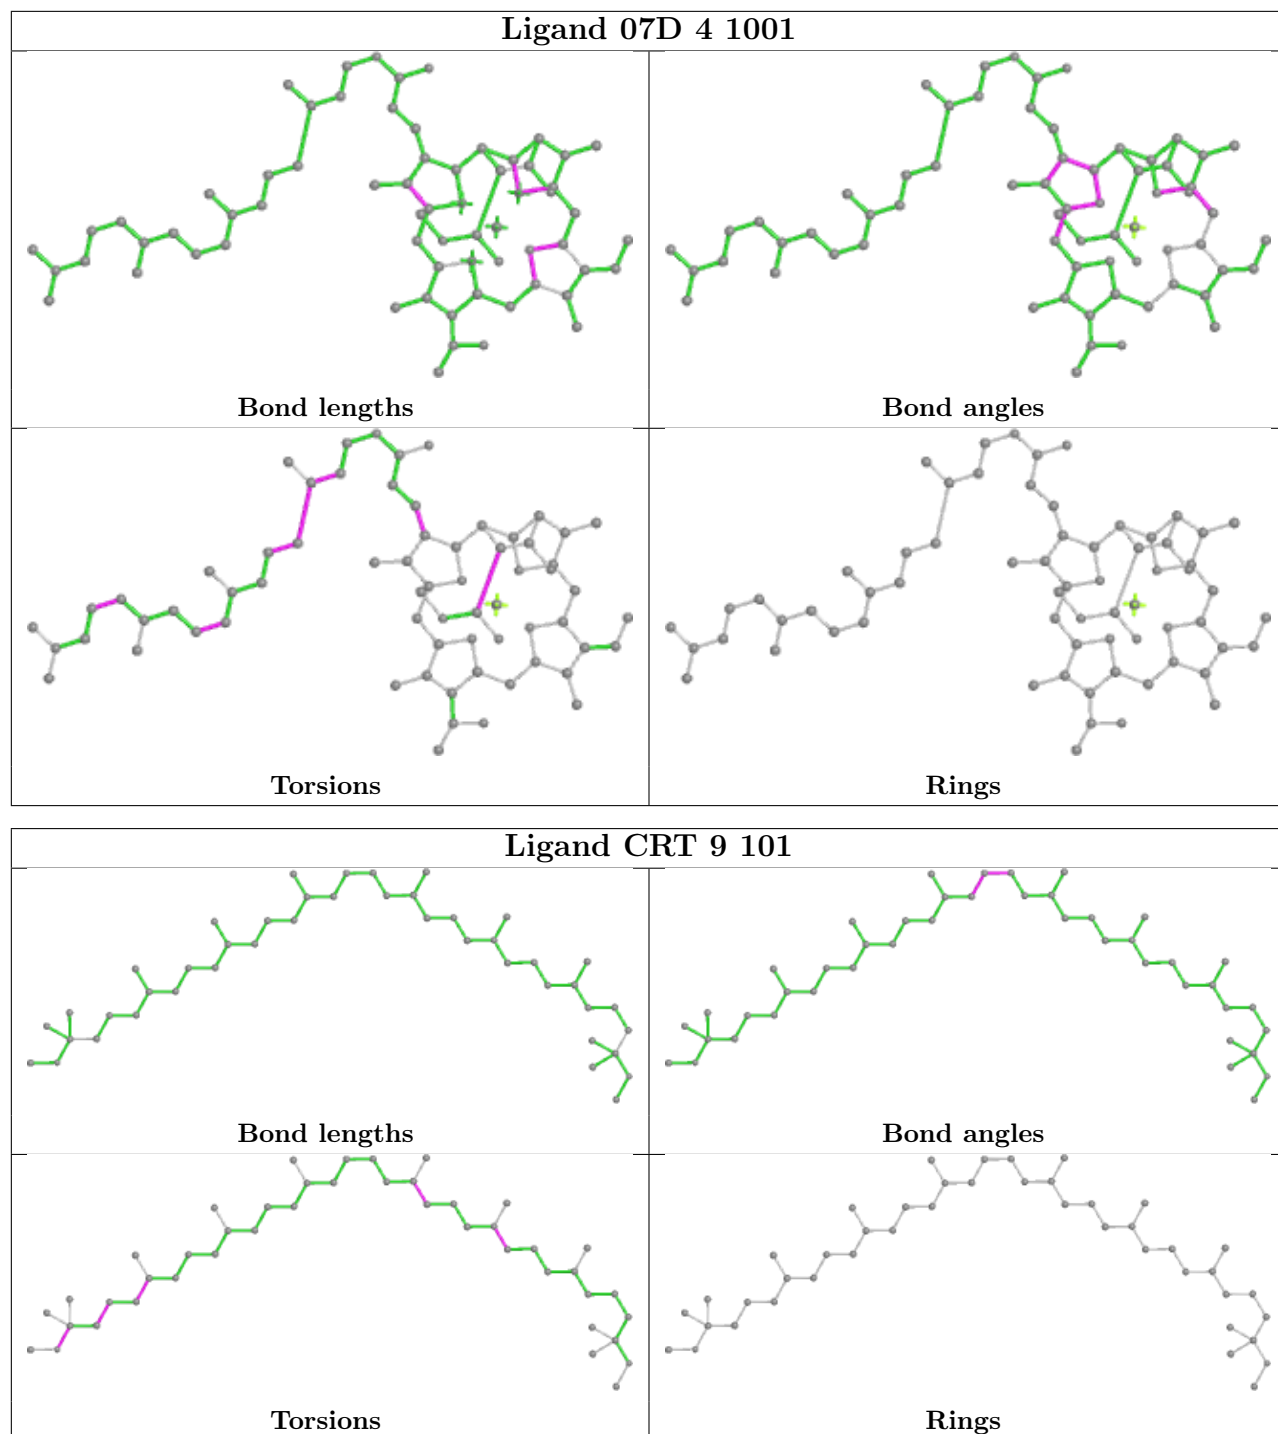 Ligand 07D 4 1001
Bond lengths
Bond angles
Torsions
Rings
Ligand CRT 9 101
Bond lengths
Bond angles
Torsions
Rings